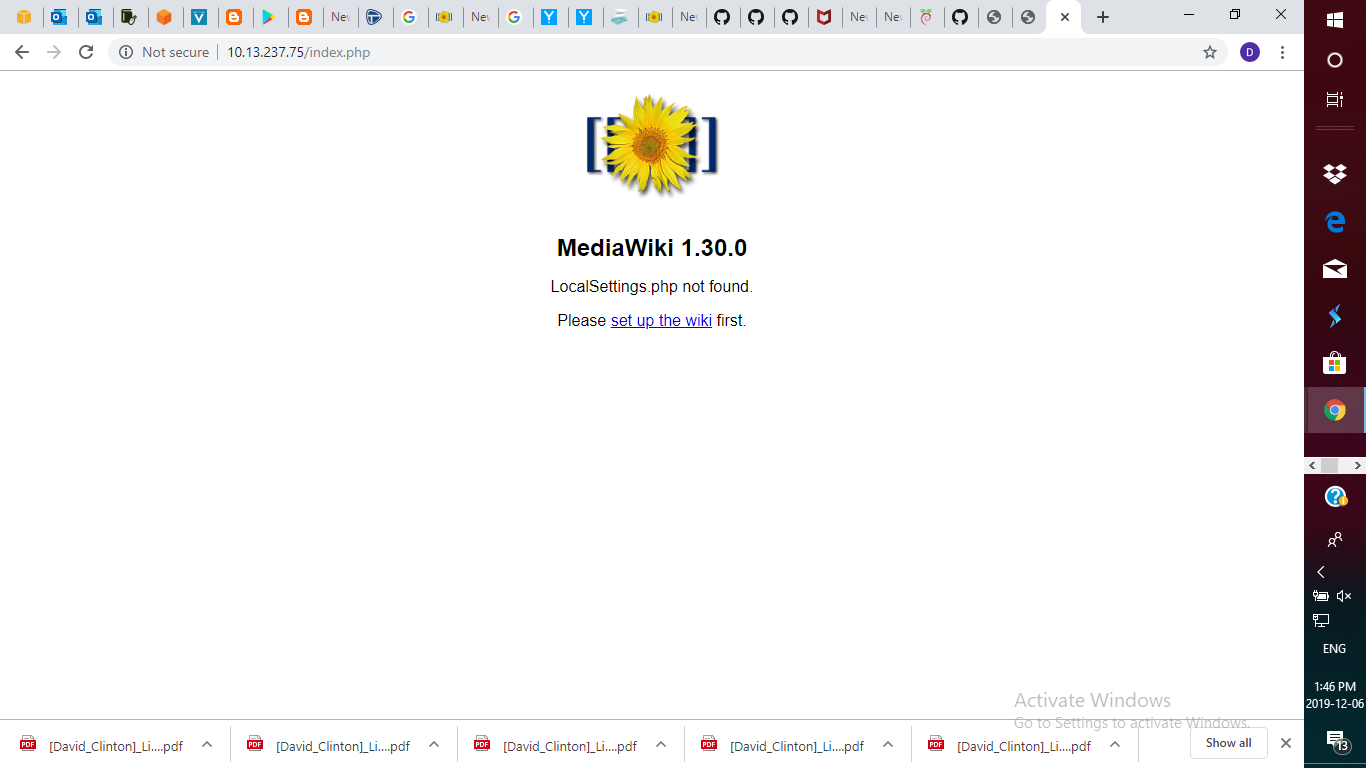 Nev
Nev
Nev
Nev
Nev
Not secure
10.13.237.75/index.php
D
MediaWiki 1.30.0
LocalSettings.php not found.
Please set up the wiki first.
ENG
1:46 PM
2019-12-06
13
Activate Windows
Go to Settings to activate Windows.
[David_Clinton]_Li....pdf
[David_Clinton]_Li....pdf
[David_Clinton]_Li....pdf
[David_Clinton]_Li....pdf
[David_Clinton]_Li....pdf
Show all